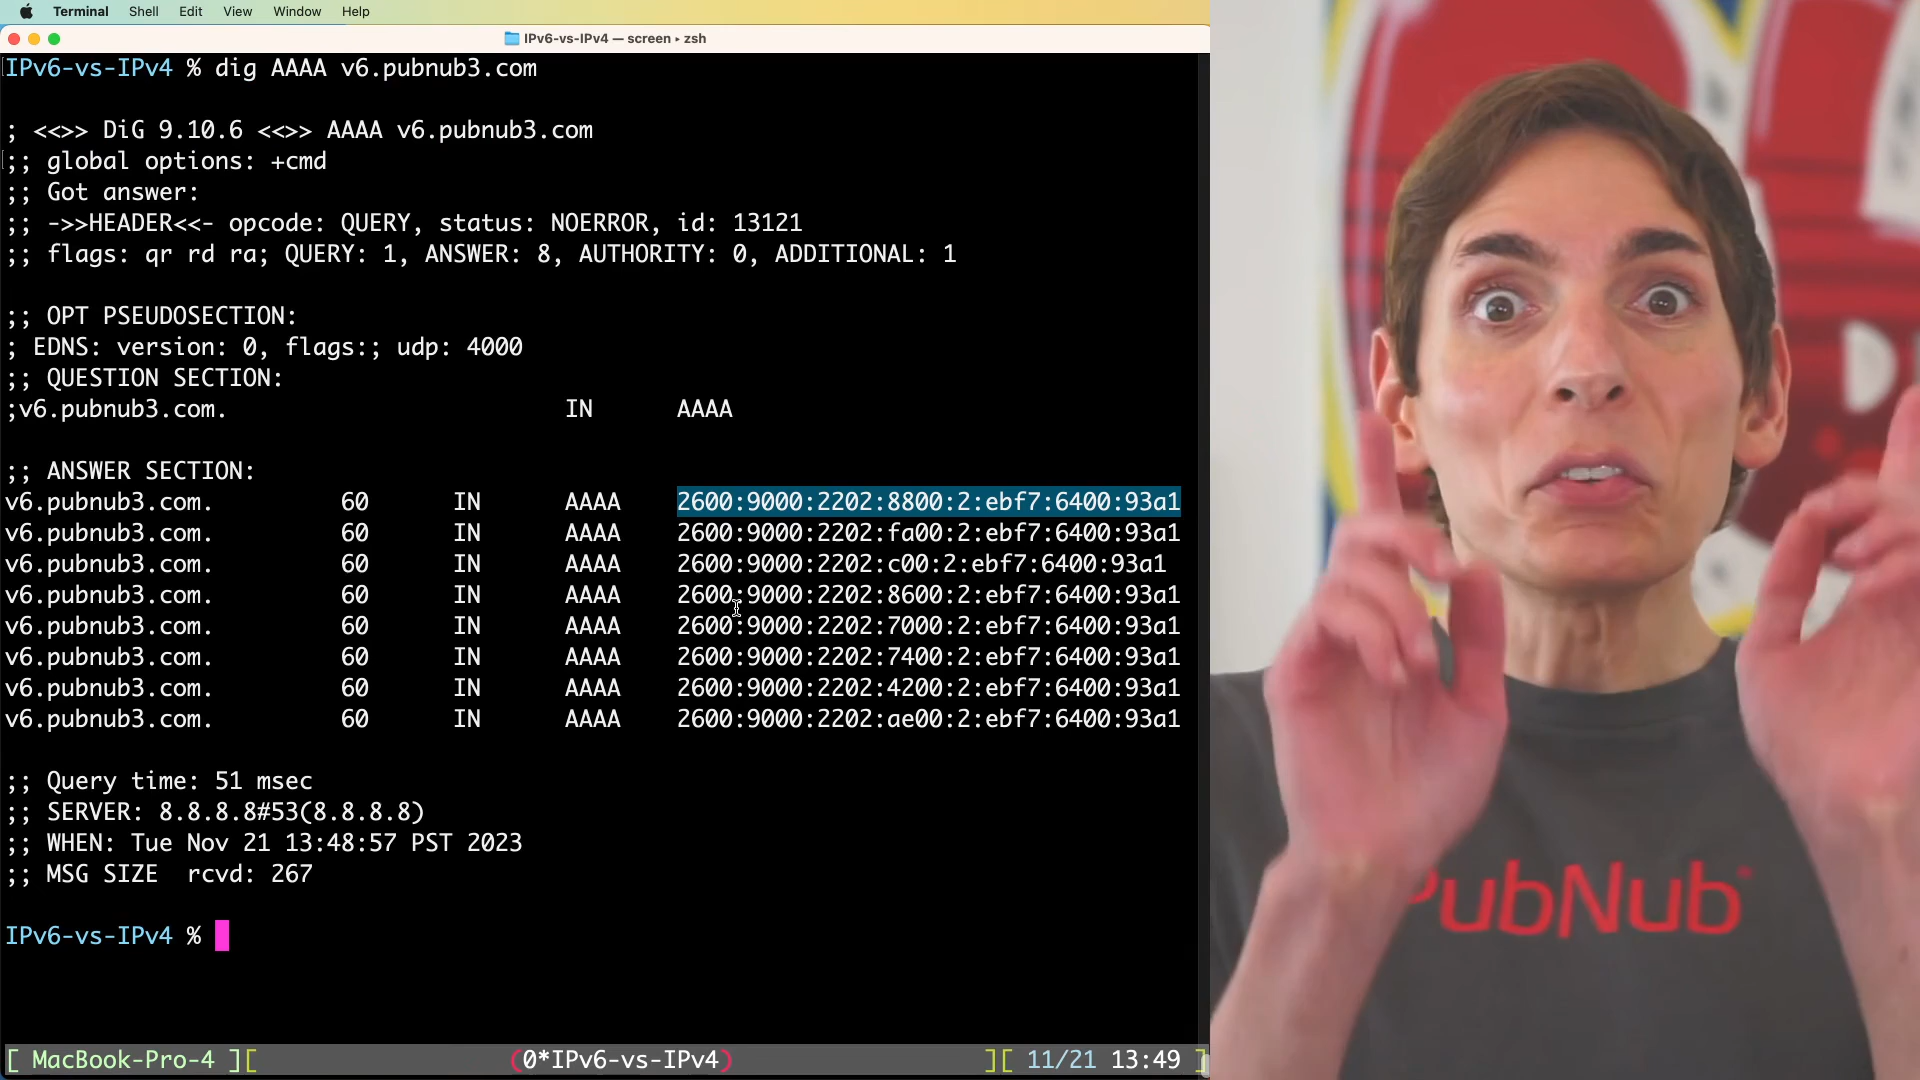 Terminal Shell Edit View Window Help
IPv6-vs-IPv4 — screen ▸ zsh
IPv6-vs-IPv4 % dig AAAA v6.pubnub3.com
; <<>> DiG 9.10.6 <<>> AAAA v6.pubnub3.com
;; global options: +cmd
;; Got answer:
;; ->>HEADER<<- opcode: QUERY, status: NOERROR, id: 13121
;; flags: qr rd ra; QUERY: 1, ANSWER: 8, AUTHORITY: 0, ADDITIONAL: 1
;; OPT PSEUDOSECTION:
; EDNS: version: 0, flags:; udp: 4000
;; QUESTION SECTION:
;v6.pubnub3.com. IN AAAA
;; ANSWER SECTION:
v6.pubnub3.com. 60 IN AAAA 2600:9000:2202:8800:2:ebf7:6400:93a1
v6.pubnub3.com. 60 IN AAAA 2600:9000:2202:fa00:2:ebf7:6400:93a1
v6.pubnub3.com. 60 IN AAAA 2600:9000:2202:c00:2:ebf7:6400:93a1
v6.pubnub3.com. 60 IN AAAA 2600:9000:2202:8600:2:ebf7:6400:93a1
v6.pubnub3.com. 60 IN AAAA 2600:9000:2202:7000:2:ebf7:6400:93a1
v6.pubnub3.com. 60 IN AAAA 2600:9000:2202:7400:2:ebf7:6400:93a1
v6.pubnub3.com. 60 IN AAAA 2600:9000:2202:4200:2:ebf7:6400:93a1
v6.pubnub3.com. 60 IN AAAA 2600:9000:2202:ae00:2:ebf7:6400:93a1
;; Query time: 51 msec
;; SERVER: 8.8.8.8#53(8.8.8.8)
;; WHEN: Tue Nov 21 13:48:57 PST 2023
;; MSG SIZE rcvd: 267
IPv6-vs-IPv4 %
[ MacBook-Pro-4 ][ (0*IPv6-vs-IPv4) ][ 11/21 13:49 ]
PubNub